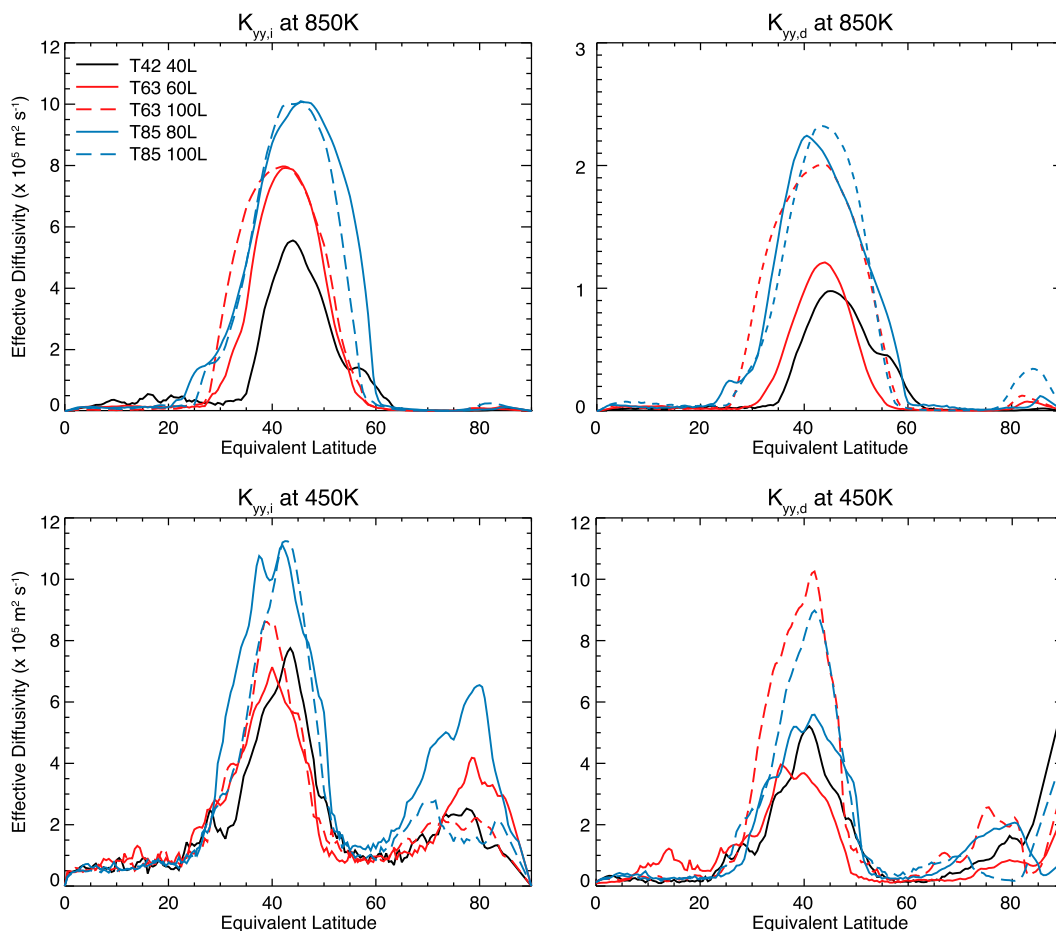 K_yy,i at 850K
12
10
8
6
4
2
0
Effective Diffusivity (x 10⁵ m² s⁻¹)
T42 40L
T63 60L
T63 100L
T85 80L
T85 100L
0 20 40 60 80
Equivalent Latitude
K_yy,d at 850K
3
2
1
0
0 20 40 60 80
Equivalent Latitude
K_yy,i at 450K
12
10
8
6
4
2
0
Effective Diffusivity (x 10⁵ m² s⁻¹)
0 20 40 60 80
Equivalent Latitude
K_yy,d at 450K
12
10
8
6
4
2
0
0 20 40 60 80
Equivalent Latitude